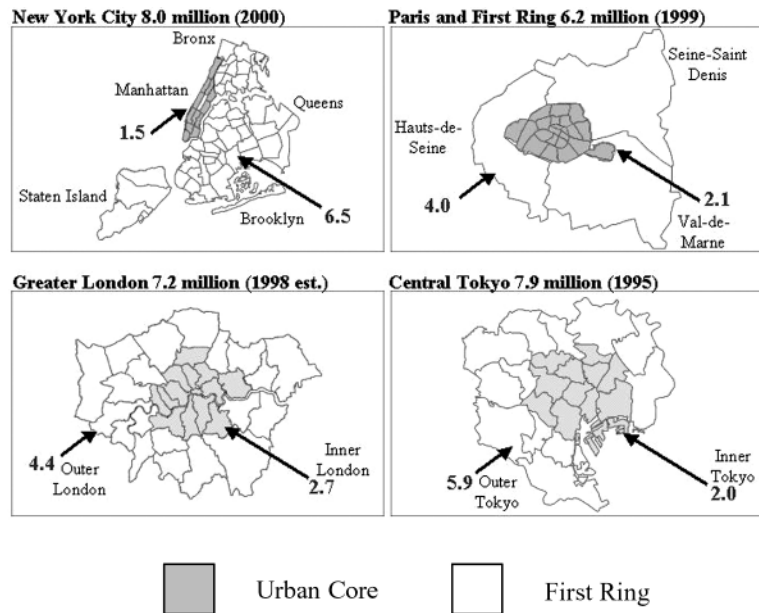 New York City 8.0 million (2000)
Bronx
Manhattan
1.5
Queens
Staten Island
Brooklyn
6.5
Paris and First Ring 6.2 million (1999)
Seine-Saint
Denis
Hauts-de-
Seine
4.0
2.1
Val-de-
Marne
Greater London 7.2 million (1998 est.)
4.4 Outer
London
Inner
London
2.7
Central Tokyo 7.9 million (1995)
5.9 Outer
Tokyo
Inner
Tokyo
2.0
Urban Core
First Ring